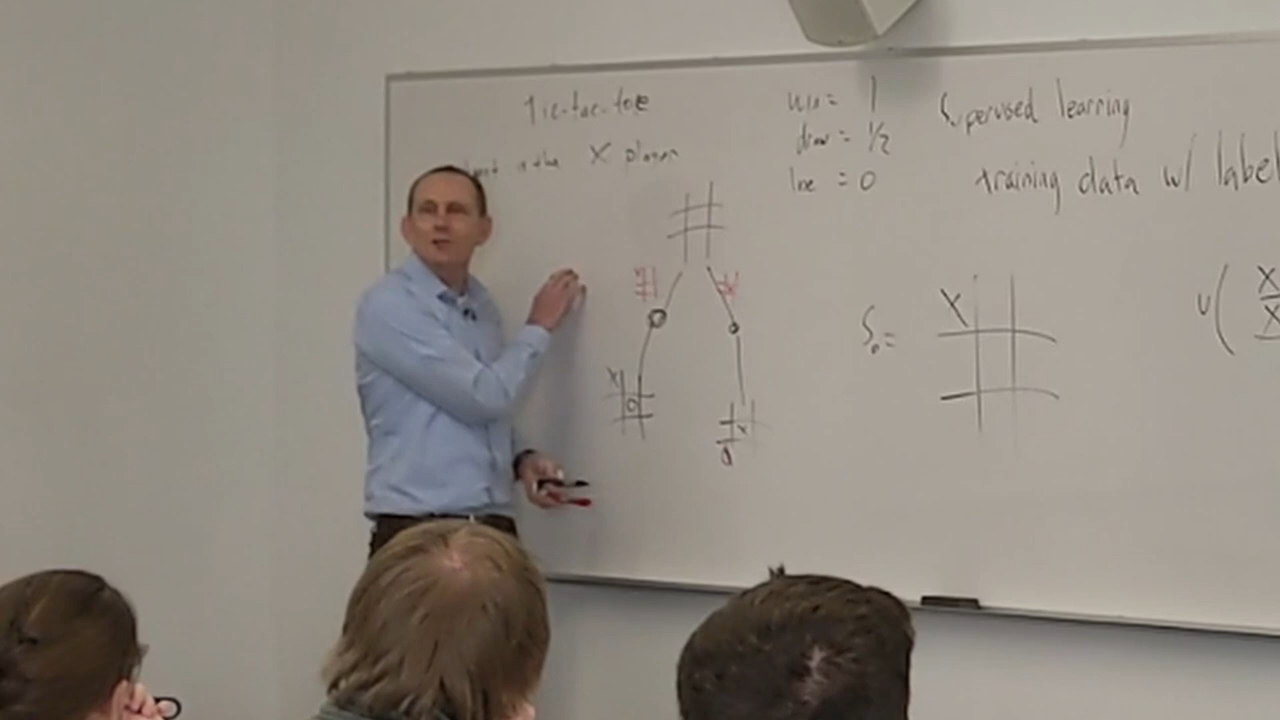 Tic-tac-toe
X player
win = 1
draw = 1/2
lose = 0
Supervised learning
training data w/ label
X
O
X
O
S₀ =
X
v(
X
X